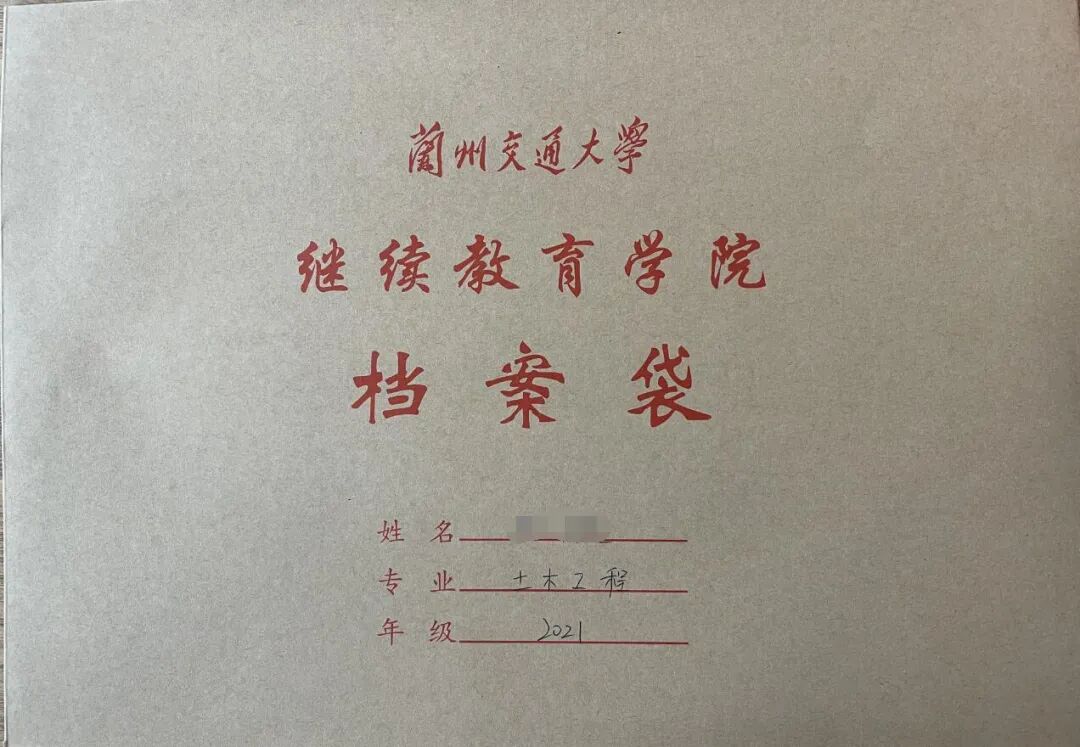 蘭州交通大學
继续教育学院
档案袋
姓名
专业 土木工程
年级 2021